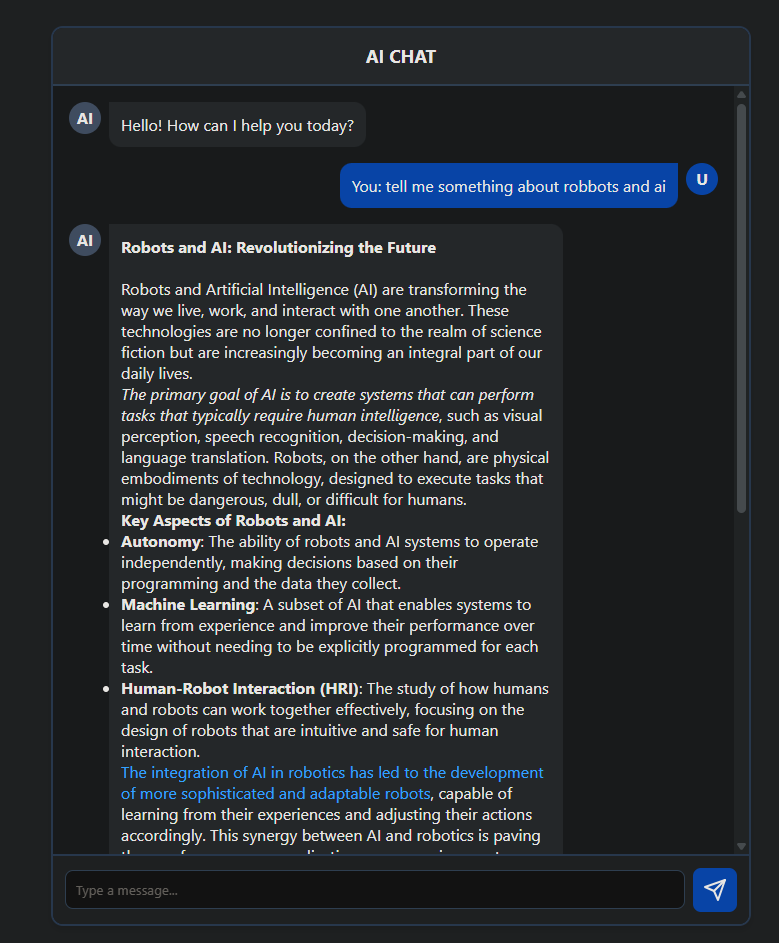 AI CHAT
AI
Hello! How can I help you today?
You: tell me something about robbots and ai
U
AI
Robots and AI: Revolutionizing the Future
Robots and Artificial Intelligence (AI) are transforming the
way we live, work, and interact with one another. These
technologies are no longer confined to the realm of science
fiction but are increasingly becoming an integral part of our
daily lives.
The primary goal of AI is to create systems that can perform
tasks that typically require human intelligence, such as visual
perception, speech recognition, decision-making, and
language translation. Robots, on the other hand, are physical
embodiments of technology, designed to execute tasks that
might be dangerous, dull, or difficult for humans.
Key Aspects of Robots and AI:
• Autonomy: The ability of robots and AI systems to operate
independently, making decisions based on their
programming and the data they collect.
• Machine Learning: A subset of AI that enables systems to
learn from experience and improve their performance over
time without needing to be explicitly programmed for each
task.
• Human-Robot Interaction (HRI): The study of how humans
and robots can work together effectively, focusing on the
design of robots that are intuitive and safe for human
interaction.
The integration of AI in robotics has led to the development
of more sophisticated and adaptable robots, capable of
learning from their experiences and adjusting their actions
accordingly. This synergy between AI and robotics is paving
Type a message...